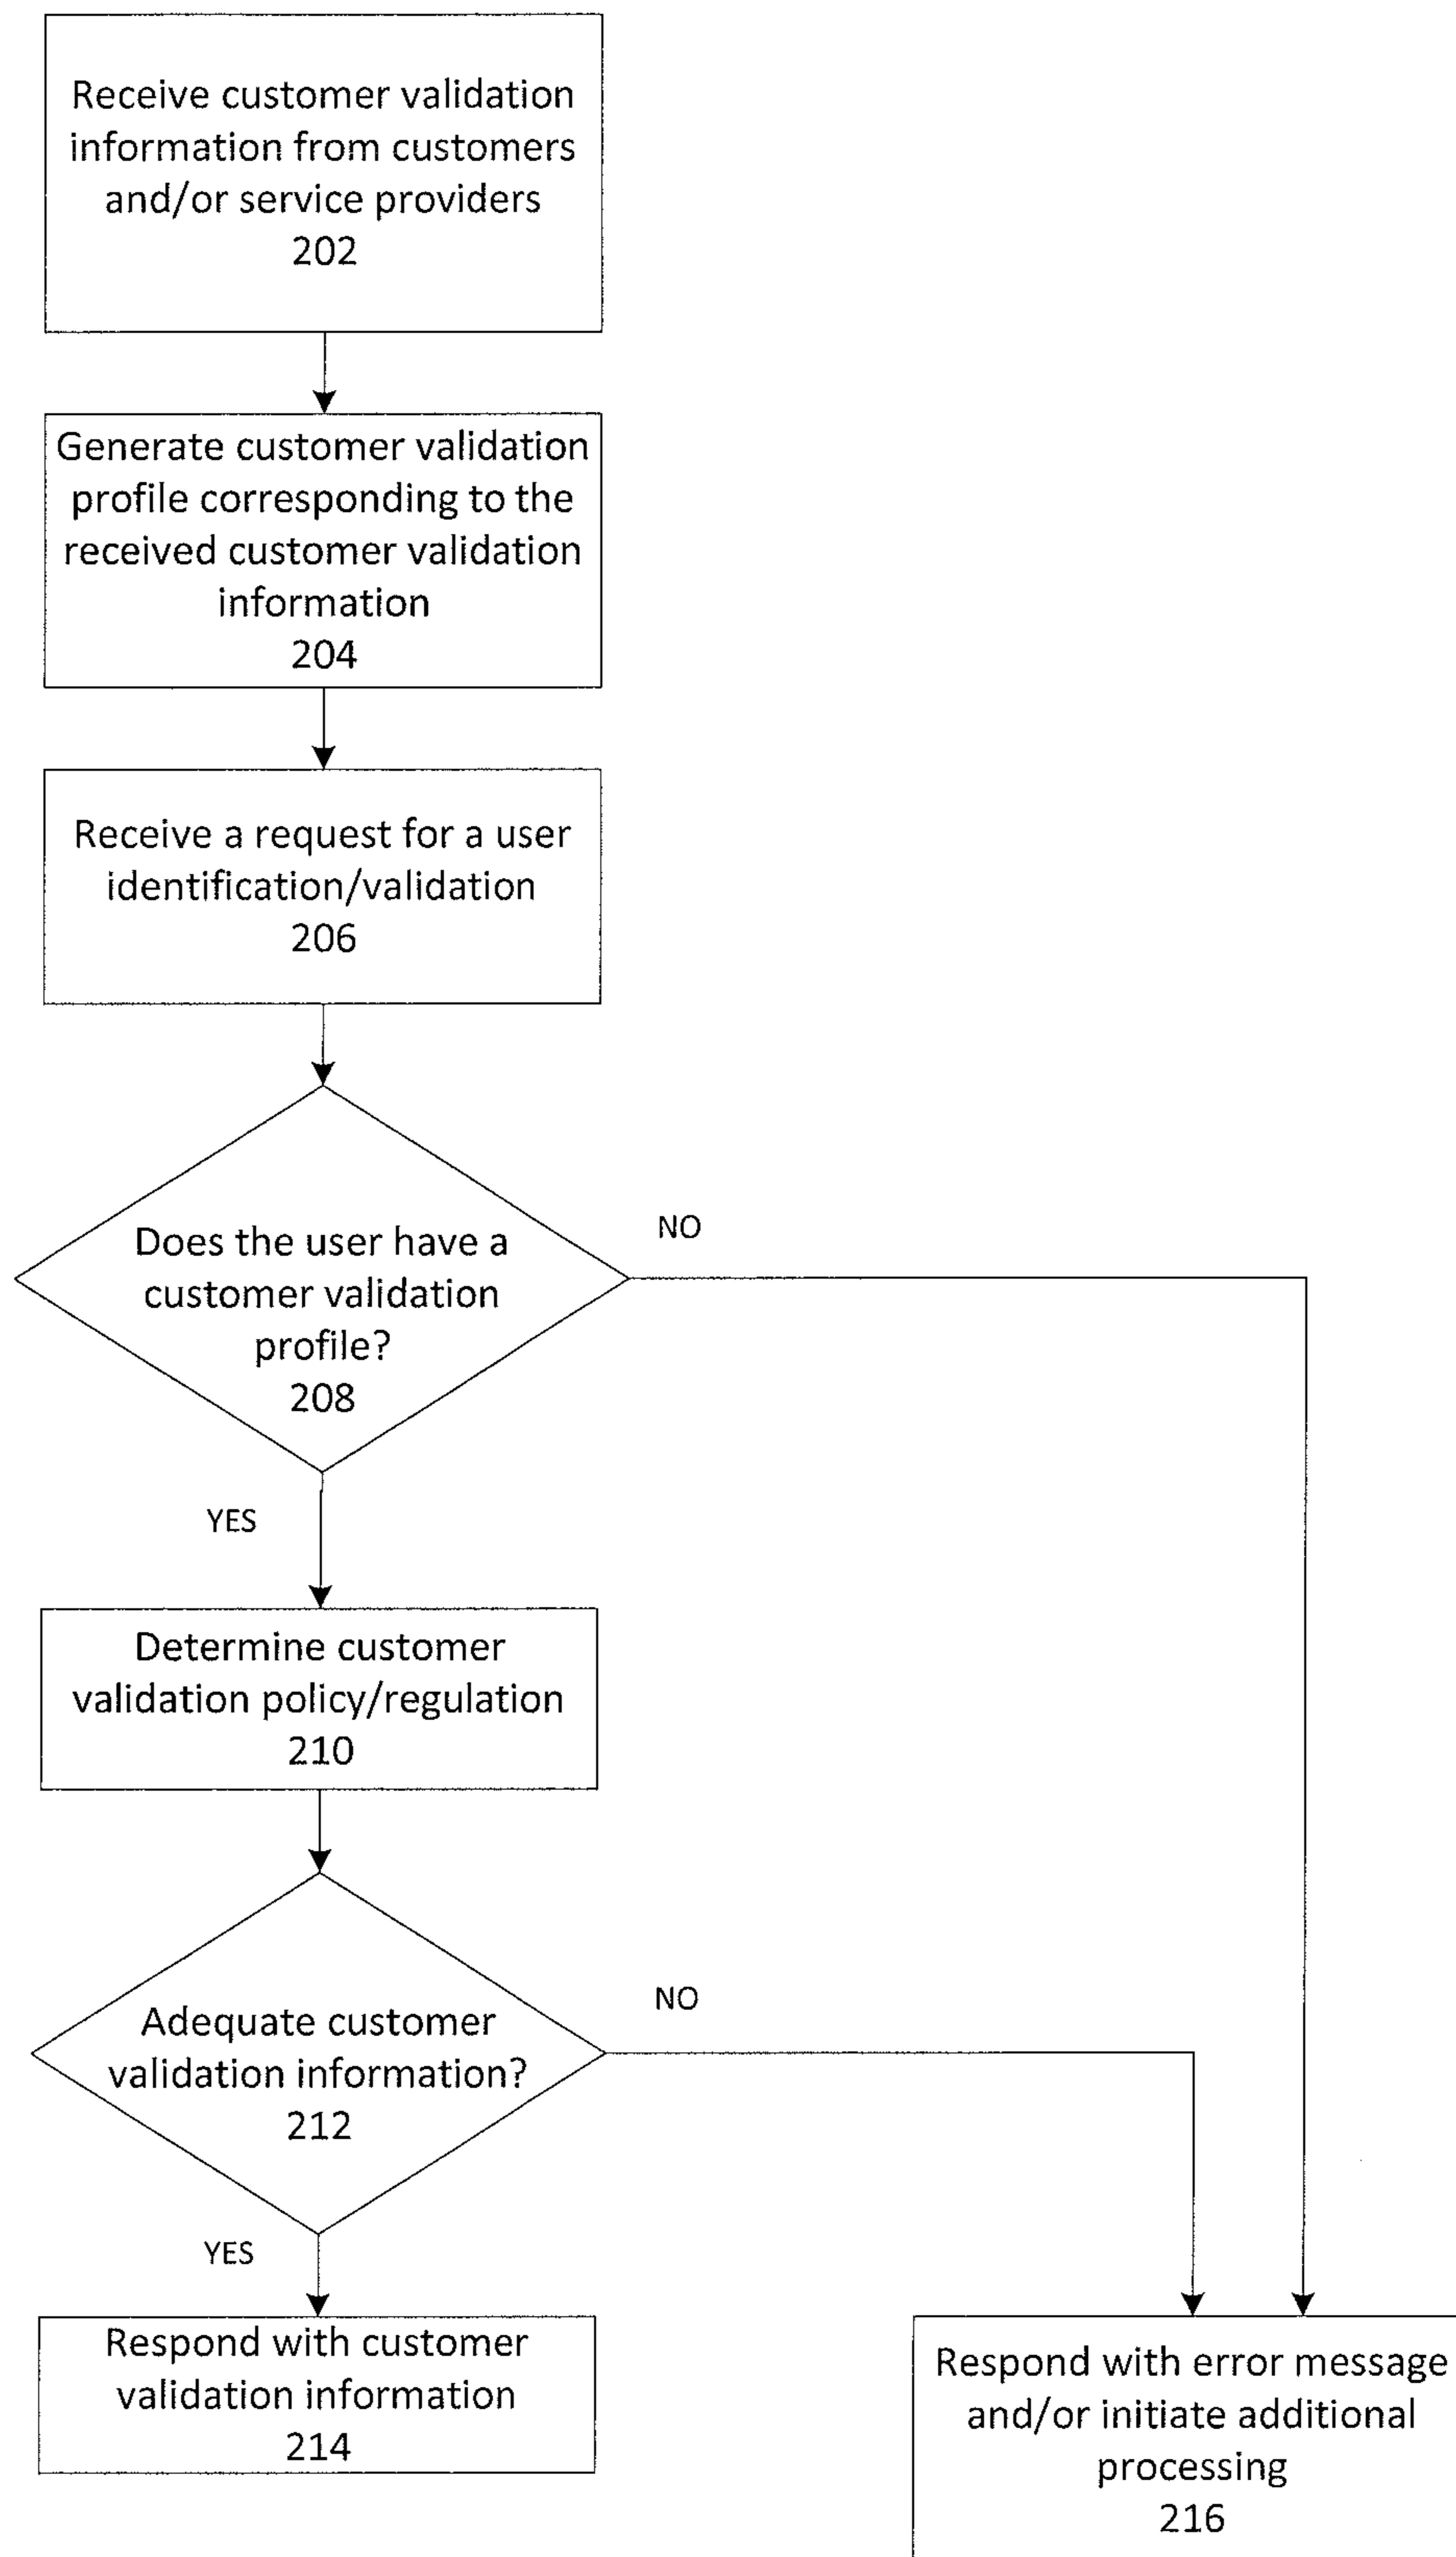 Receive customer validation
information from customers
and/or service providers
202
Generate customer validation
profile corresponding to the
received customer validation
information
204
Receive a request for a user
identification/validation
206
Does the user have a
customer validation
profile?
208
NO
YES
Determine customer
validation policy/regulation
210
Adequate customer
validation information?
212
NO
YES
Respond with customer
validation information
214
Respond with error message
and/or initiate additional
processing
216